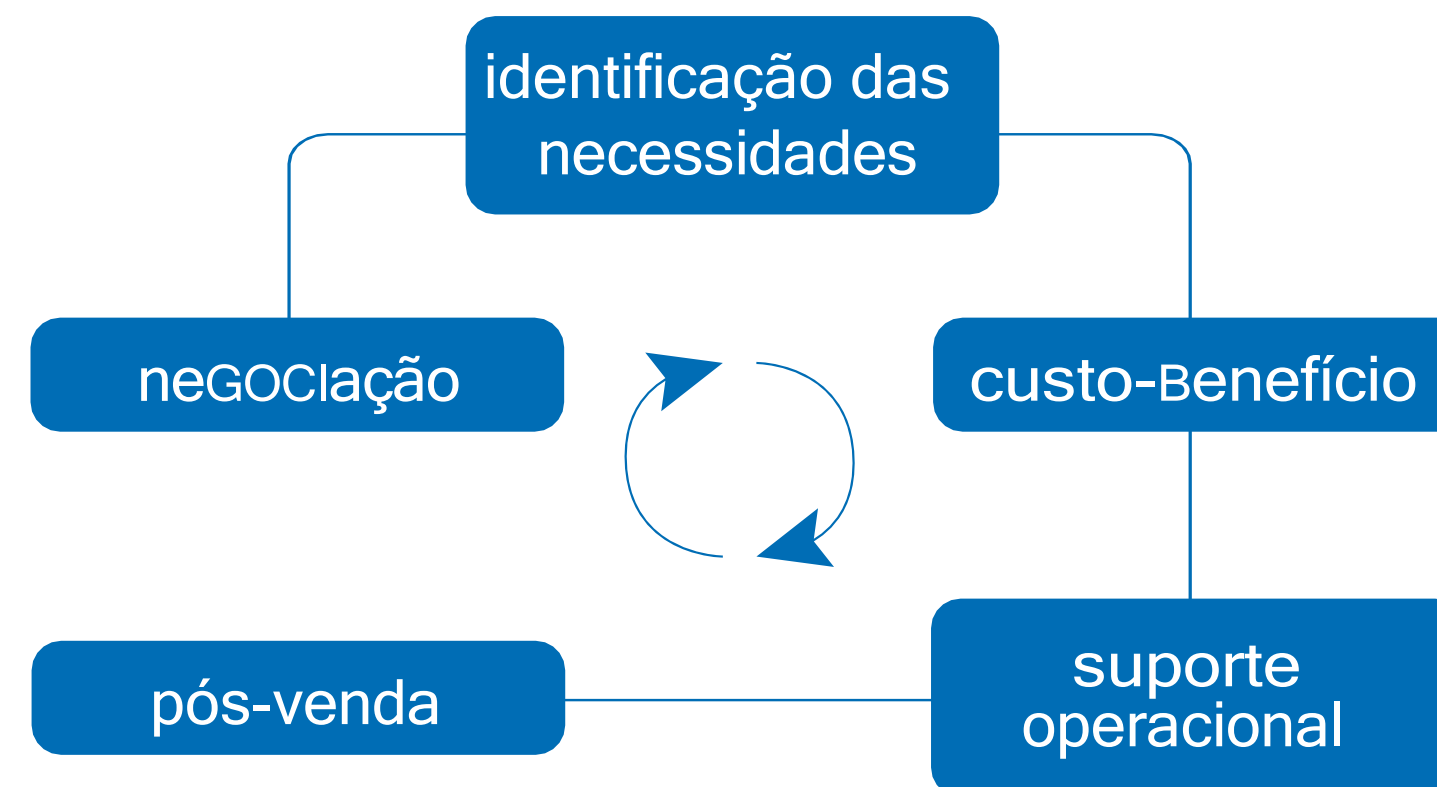 identificação das
necessidades
neGOCIação
custo-Benefício
pós-venda
suporte
operacional